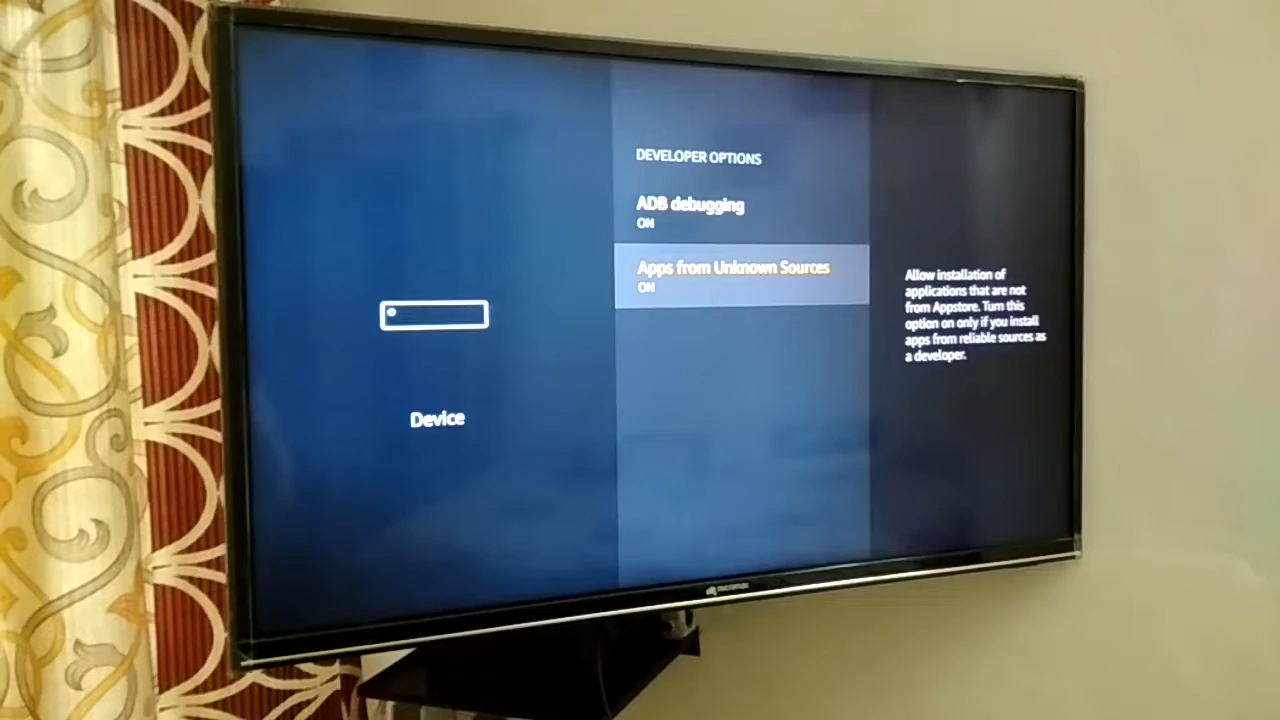 DEVELOPER OPTIONS
ADB debugging
ON
Apps from Unknown Sources
ON
Device
Allow installation of
applications that are not
from Appstore. Turn this
option on only if you install
apps from reliable sources as
a developer.
micromax